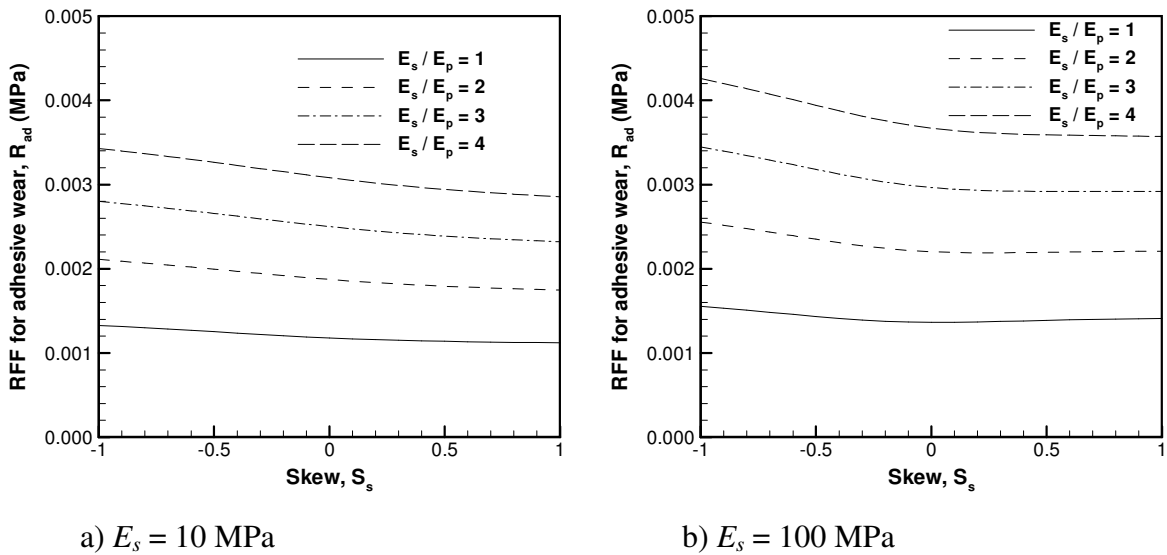 0.005
0.004
0.003
0.002
0.001
0.000
RFF for adhesive wear, R_ad (MPa)
E_s / E_p = 1
E_s / E_p = 2
E_s / E_p = 3
E_s / E_p = 4
-1 -0.5 0 0.5 1
Skew, S_s
a) E_s = 10 MPa
0.005
0.004
0.003
0.002
0.001
0.000
RFF for adhesive wear, R_ad (MPa)
E_s / E_p = 1
E_s / E_p = 2
E_s / E_p = 3
E_s / E_p = 4
-1 -0.5 0 0.5 1
Skew, S_s
b) E_s = 100 MPa